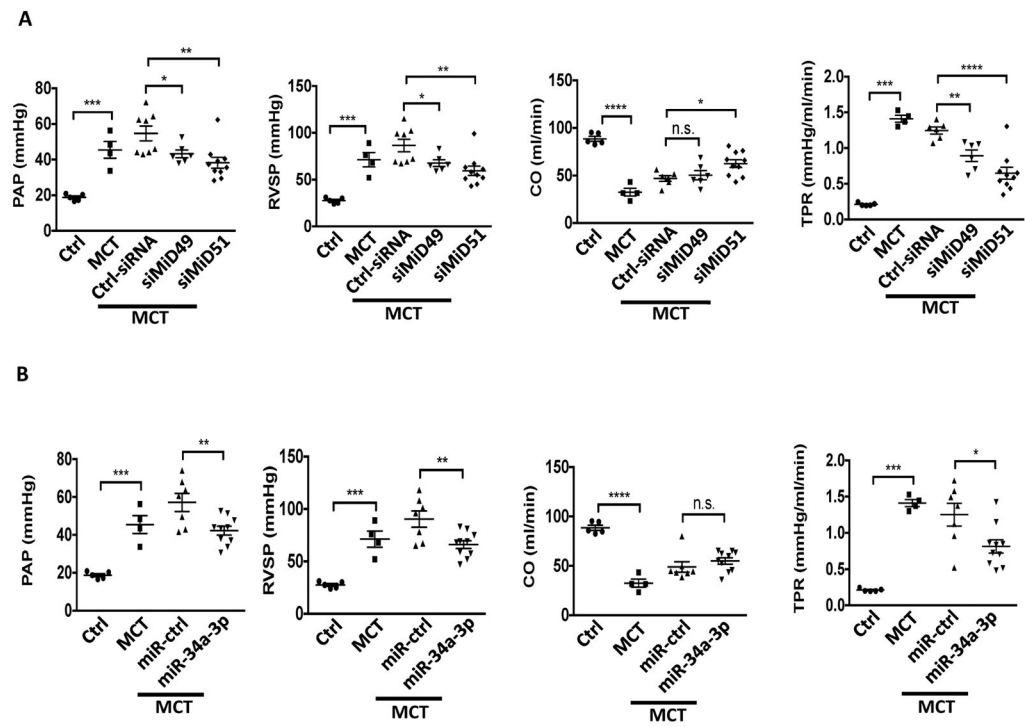 A
PAP (mmHg)
80
60
40
20
0
***
*
**
Ctrl
MCT
Ctrl-siRNA
siMiD49
siMiD51
MCT
RVSP (mmHg)
150
100
50
0
***
*
**
Ctrl
MCT
Ctrl-siRNA
siMiD49
siMiD51
MCT
CO (ml/min)
150
100
50
0
****
n.s.
*
Ctrl
MCT
Ctrl-siRNA
siMiD49
siMiD51
MCT
TPR (mmHg/ml/min)
2.0
1.5
1.0
0.5
0.0
***
**
****
Ctrl
MCT
Ctrl-siRNA
siMiD49
siMiD51
MCT
B
PAP (mmHg)
80
60
40
20
0
***
**
Ctrl
MCT
miR-ctrl
miR-34a-3p
MCT
RVSP (mmHg)
150
100
50
0
***
**
Ctrl
MCT
miR-ctrl
miR-34a-3p
MCT
CO (ml/min)
150
100
50
0
****
n.s.
Ctrl
MCT
miR-ctrl
miR-34a-3p
MCT
TPR (mmHg/ml/min)
2.0
1.5
1.0
0.5
0.0
***
*
Ctrl
MCT
miR-ctrl
miR-34a-3p
MCT